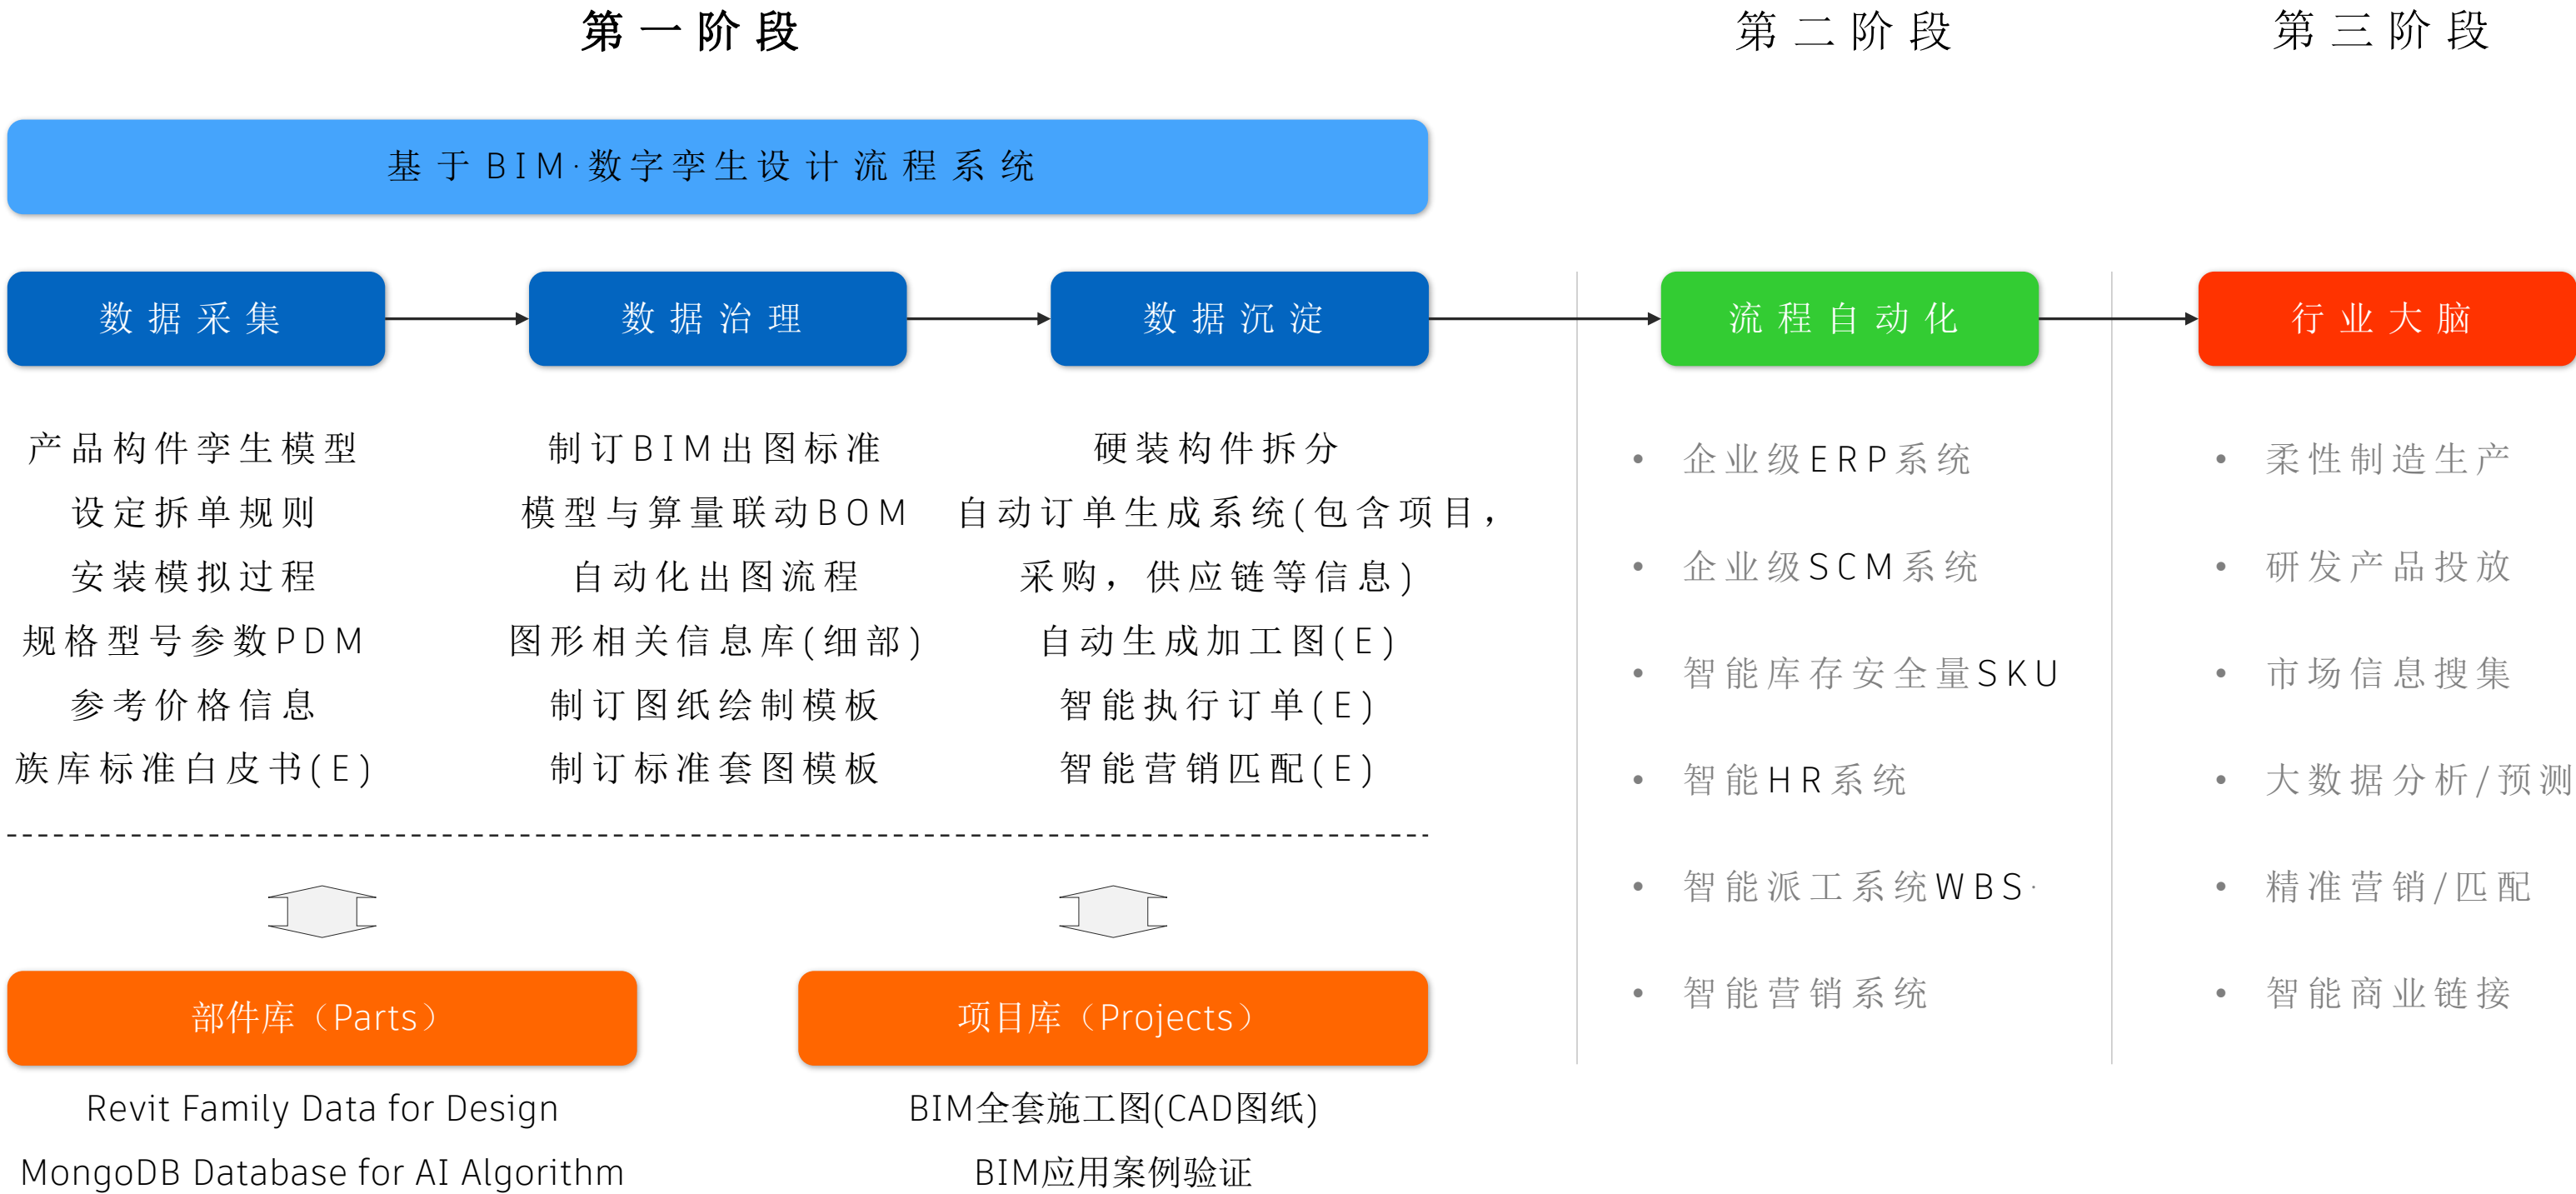 第一阶段
第二阶段
第三阶段
基于BIM·数字孪生设计流程系统
数据采集
数据治理
数据沉淀
流程自动化
行业大脑
产品构件孪生模型
设定拆单规则
安装模拟过程
规格型号参数PDM
参考价格信息
族库标准白皮书(E)
制订BIM出图标准
模型与算量联动BOM
自动化出图流程
图形相关信息库(细部)
制订图纸绘制模板
制订标准套图模板
硬装构件拆分
自动订单生成系统(包含项目，
采购，供应链等信息)
自动生成加工图(E)
智能执行订单(E)
智能营销匹配(E)
• 企业级ERP系统
• 企业级SCM系统
• 智能库存安全量SKU
• 智能HR系统
• 智能派工系统WBS·
• 智能营销系统
• 柔性制造生产
• 研发产品投放
• 市场信息搜集
• 大数据分析/预测
• 精准营销/匹配
• 智能商业链接
部件库（Parts）
Revit Family Data for Design
MongoDB Database for AI Algorithm
项目库（Projects）
BIM全套施工图(CAD图纸)
BIM应用案例验证